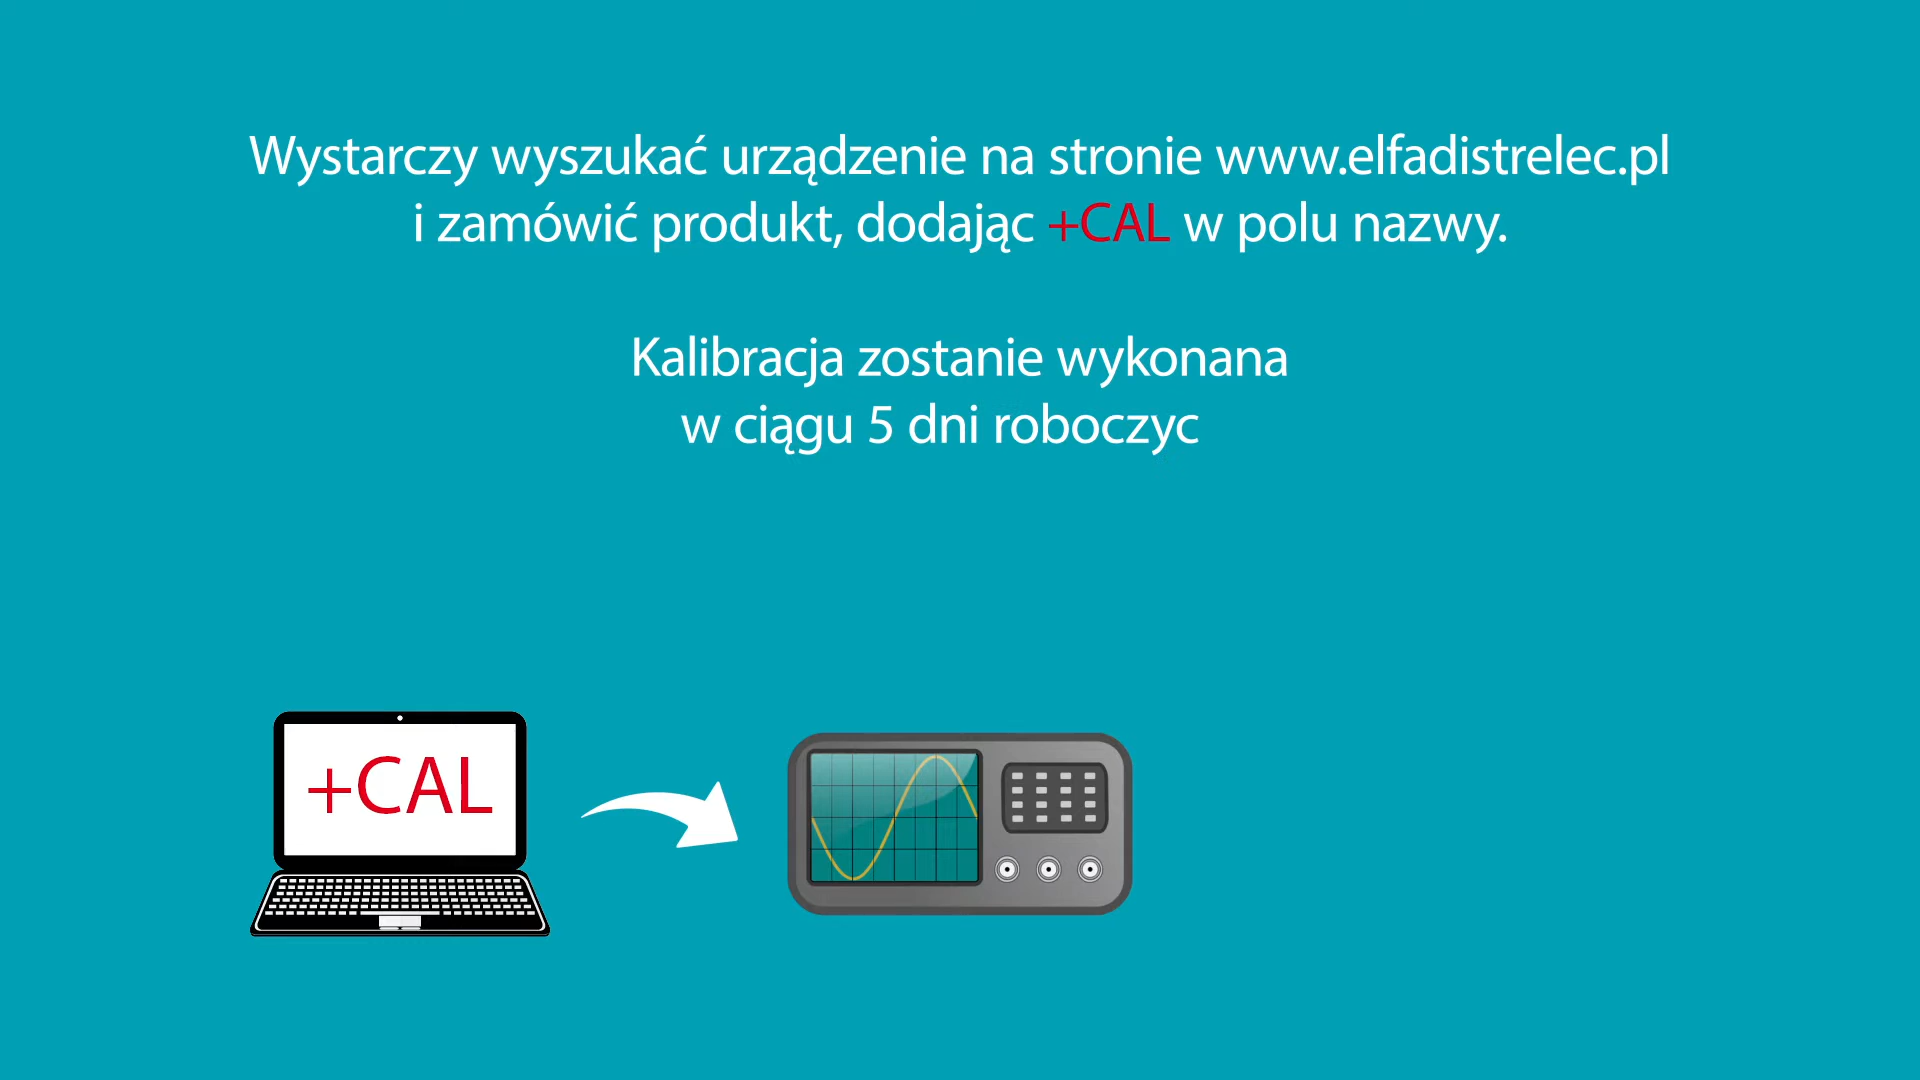 Wystarczy wyszukać urządzenie na stronie www.elfadistrelec.pl
i zamówić produkt, dodając +CAL w polu nazwy.
Kalibracja zostanie wykonana
w ciągu 5 dni roboczyc
+CAL